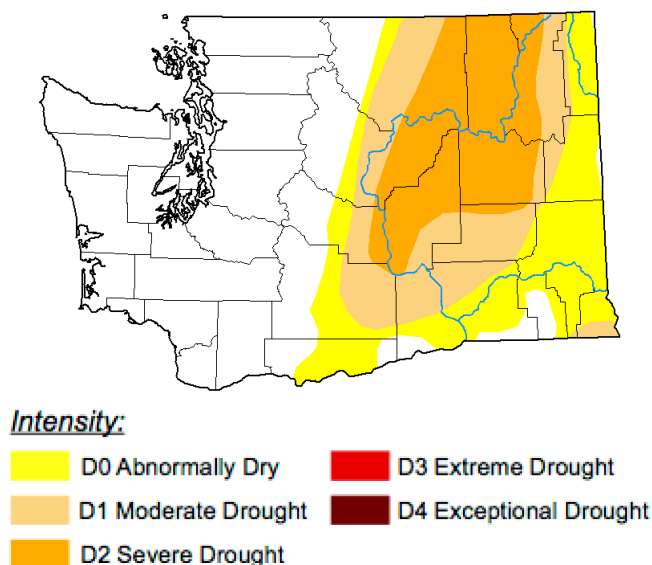 Intensity:
D0 Abnormally Dry
D1 Moderate Drought
D2 Severe Drought
D3 Extreme Drought
D4 Exceptional Drought